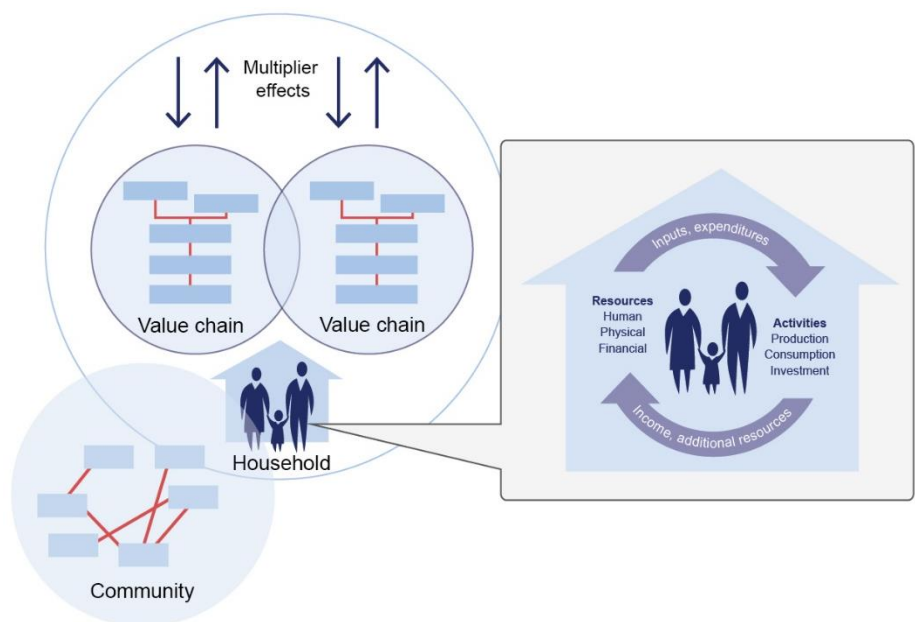 Multiplier
effects
Value chain
Value chain
Household
Community
Inputs, expenditures
Resources
Human
Physical
Financial
Activities
Production
Consumption
Investment
Income, additional resources